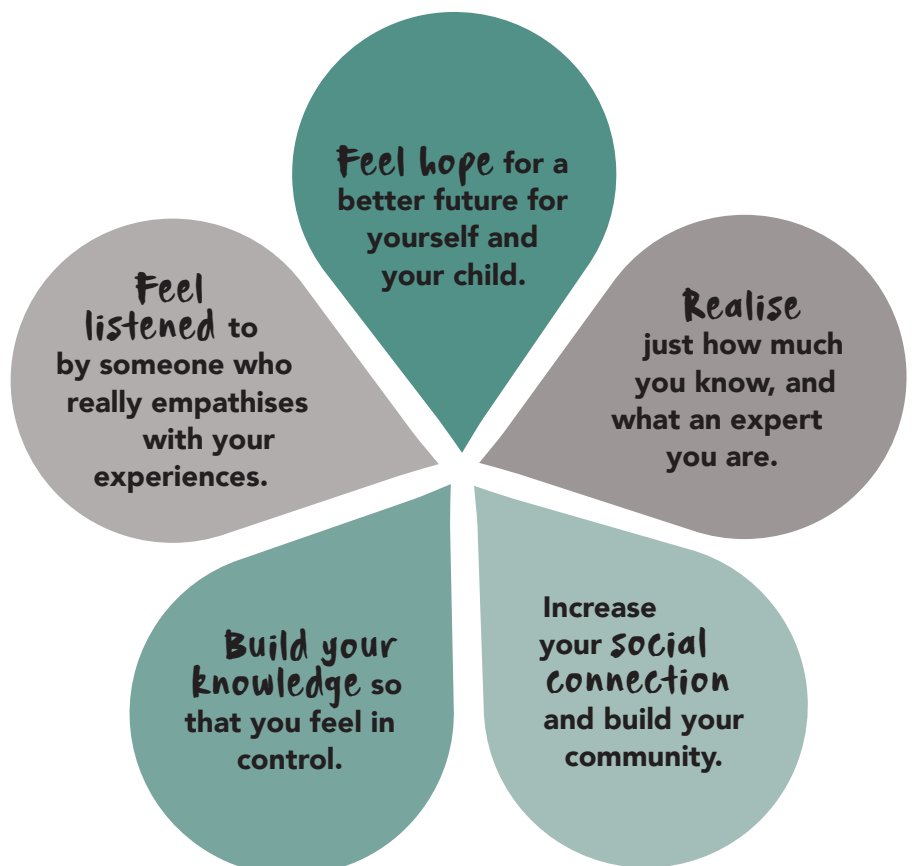 Feel hope for a
better future for
yourself and
your child.
Realise
just how much
you know, and
what an expert
you are.
Increase
your social
connection
and build your
community.
Build your
knowledge so
that you feel in
control.
Feel
listened to
by someone who
really empathises
with your
experiences.